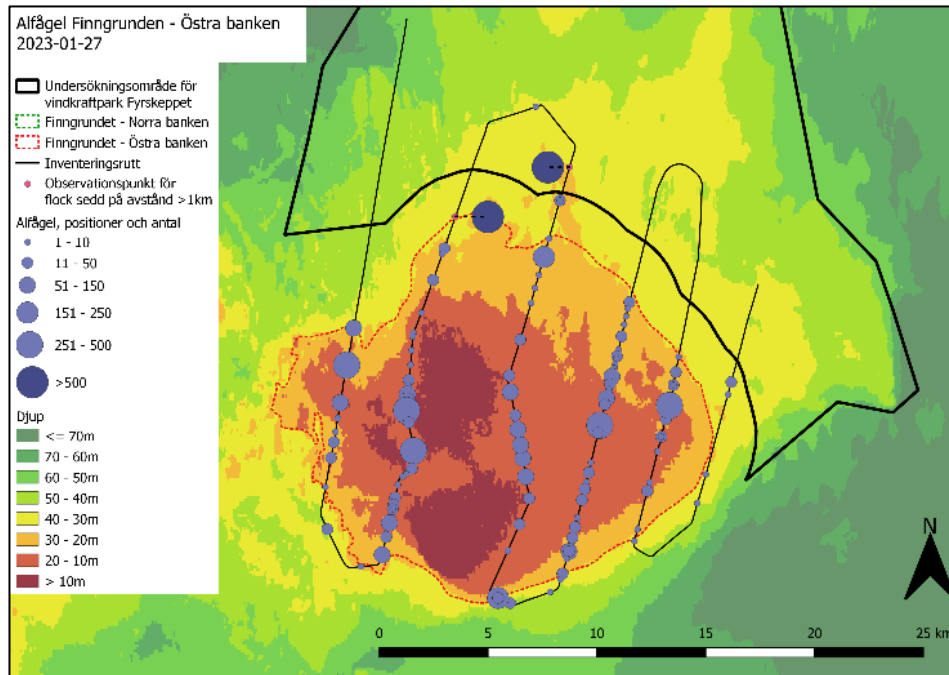 Alfågel Finngrunden - Östra banken
2023-01-27
Undersökningsområde för
vindkraftpark Fyrskeppet
Finngrundet - Norra banken
Finngrundet - Östra banken
Inventeringsrutt
Observationspunkt för
flock sedd på avstånd >1km
Alfågel, positioner och antal
1 - 10
11 - 50
51 - 150
151 - 250
251 - 500
>500
Djup
<= 70m
70 - 60m
60 - 50m
50 - 40m
40 - 30m
30 - 20m
20 - 10m
> 10m
N
0 5 10 15 20 25 km